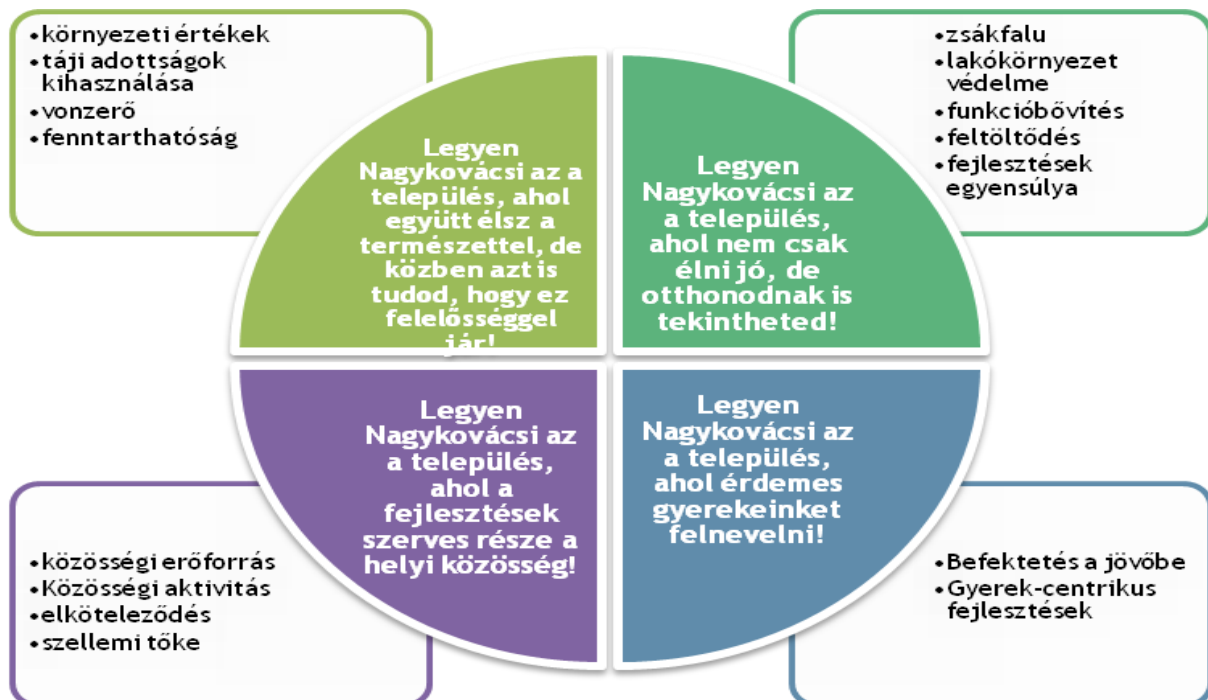 •környezeti értékek
•táji adottságok
kihasználása
•vonzerő
•fenntarthatóság
Legyen
Nagykovácsi az a
település, ahol
együtt élsz a
természettel, de
közben azt is
tudod, hogy ez
felelősséggel
jár!
•zsákfalu
•lakókörnyezet
védelme
•funkcióbővítés
•feltöltődés
•fejlesztések
egyensúlya
Legyen
Nagykovácsi az
a település,
ahol nem csak
élni jó, de
otthonodnak is
tekintheted!
Legyen
Nagykovácsi az
a település,
ahol a
fejlesztések
szerves része a
helyi közösség!
•közösségi erőforrás
•Közösségi aktivitás
•elköteleződés
•szellemi tőke
Legyen
Nagykovácsi az
a település,
ahol érdemes
gyerekeinket
felnevelni!
•Befektetés a jövőbe
•Gyerek-centrikus
fejlesztések